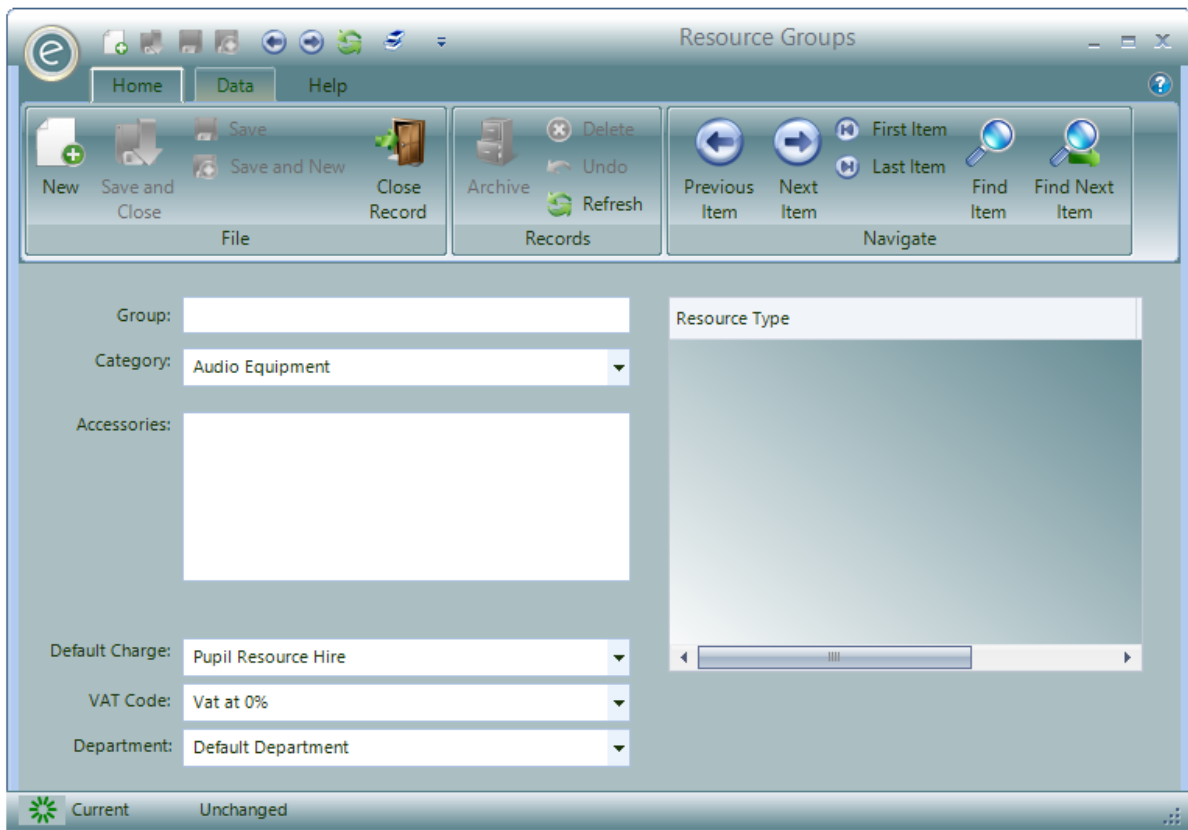 e
Resource Groups
Home Data Help
New
Save and Close
Save
Save and New
Close Record
File
Archive
Delete
Undo
Refresh
Records
Previous Item
Next Item
First Item
Last Item
Find Item
Find Next Item
Navigate
Group:
Resource Type
Category: Audio Equipment
Accessories:
Default Charge: Pupil Resource Hire
VAT Code: Vat at 0%
Department: Default Department
Current Unchanged